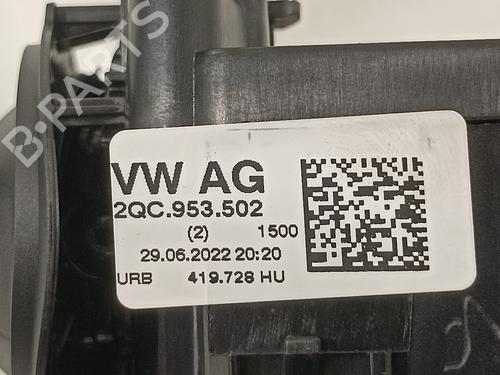 B-PARTS
VW AG
2QC.953.502
(2) 1500
29.06.2022 20:20
URB 419.728 HU